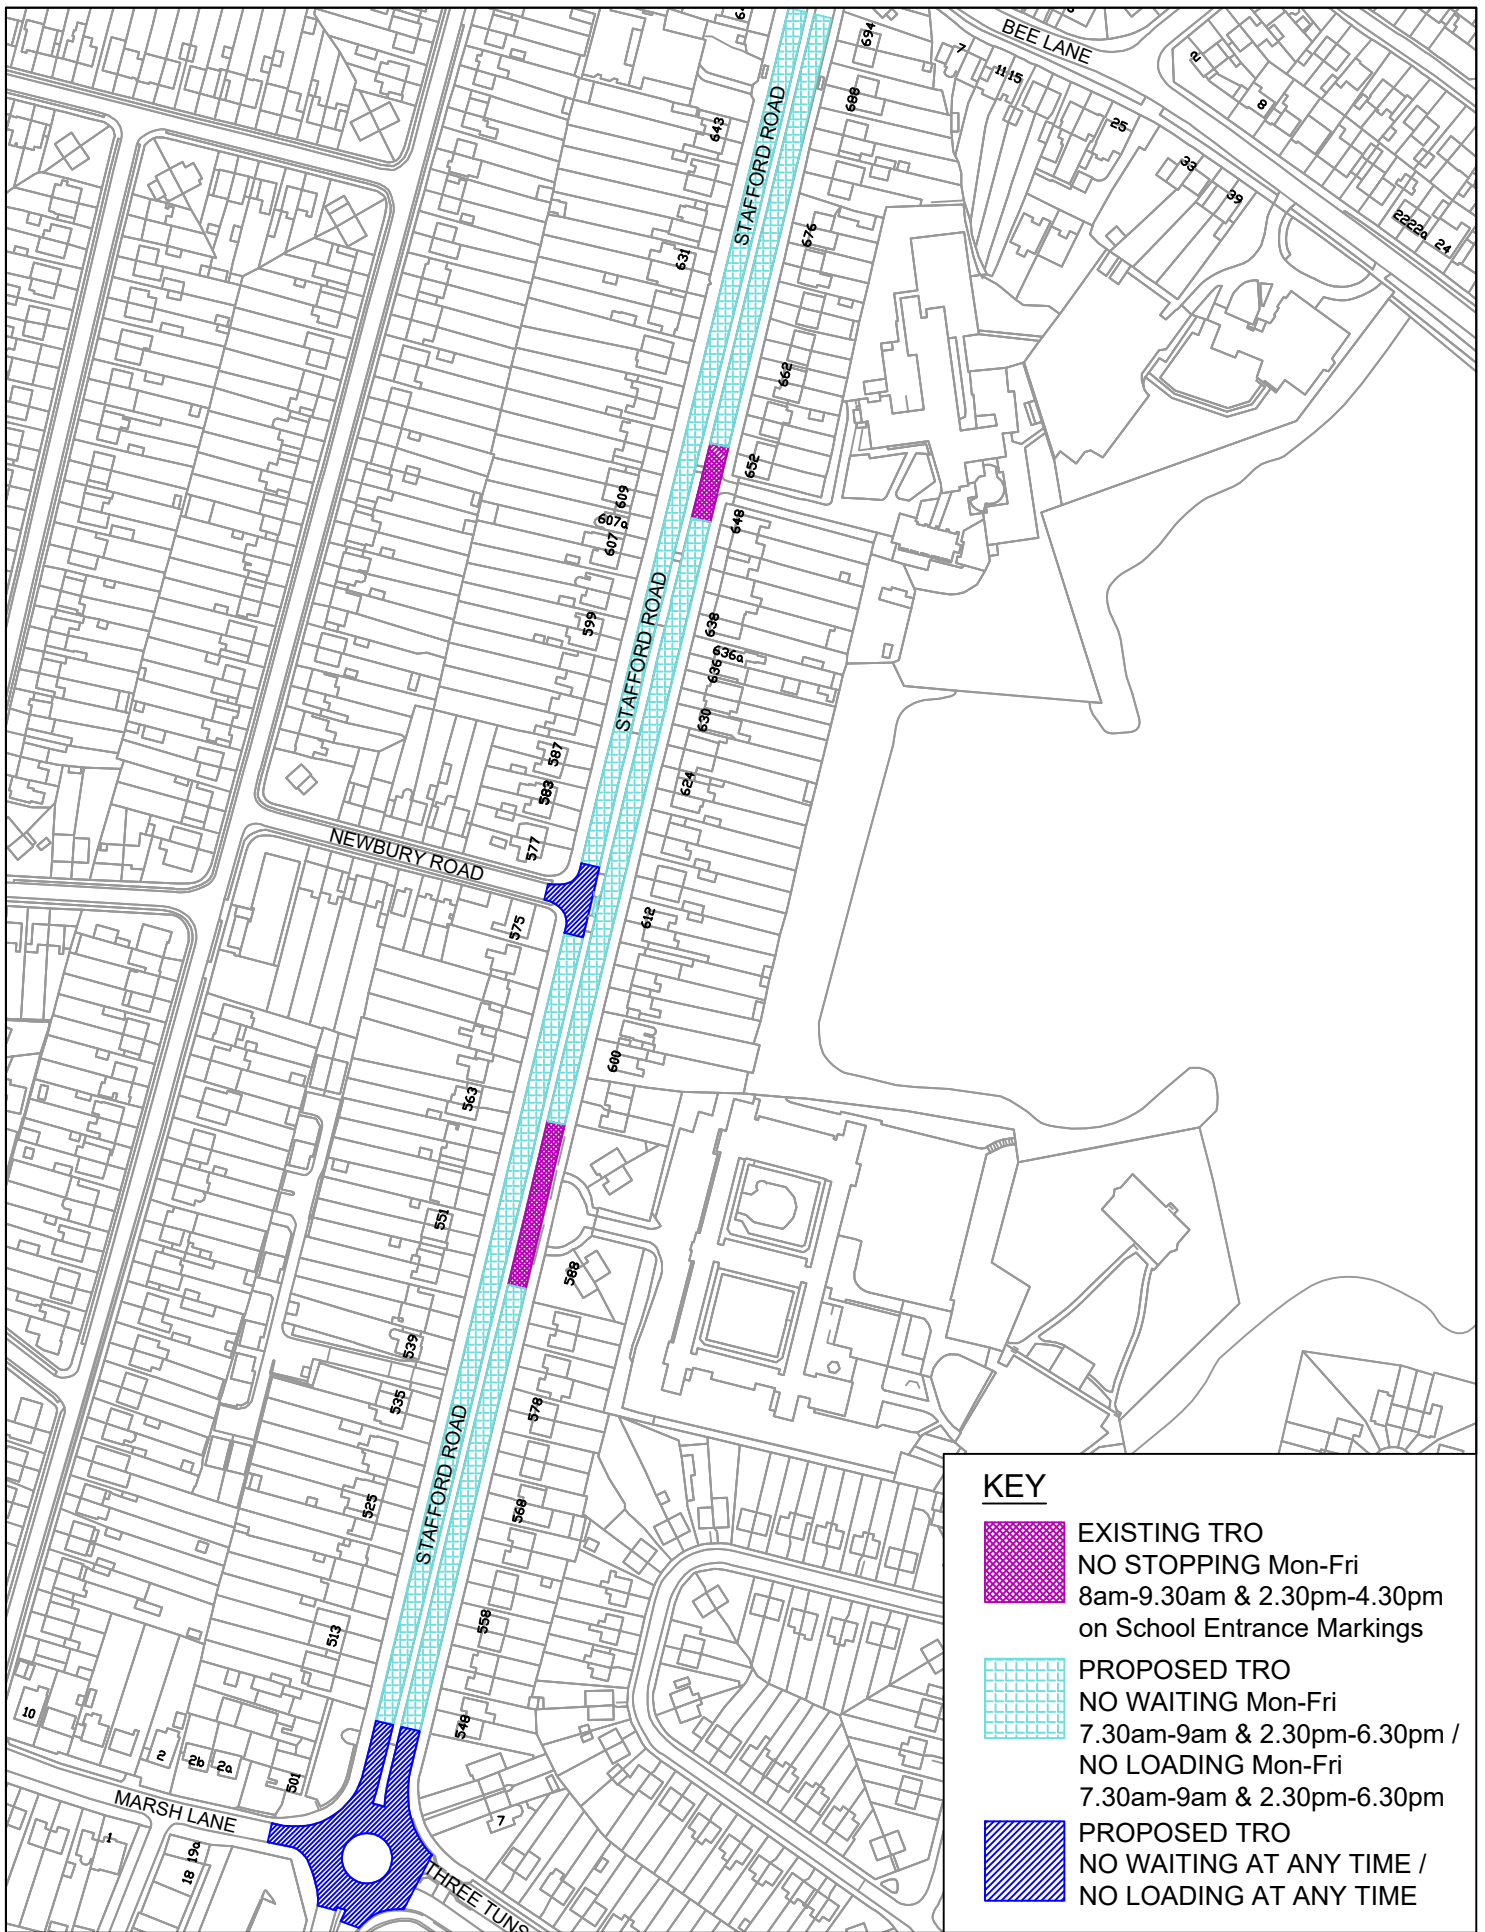 BEE LANE
694
7
11
15
2
8
688
25
643
33
39
22
22a
24
STAFFORD ROAD
676
631
662
652
609
607a
607
648
599
STAFFORD ROAD
638
636a
636
630
587
624
583
577
NEWBURY ROAD
575
612
600
563
551
588
539
535
578
STAFFORD ROAD
525
568
558
513
548
10
2
2b
2a
501
MARSH LANE
1
19a
18
7
THREE TUNS
KEY
EXISTING TRO
NO STOPPING Mon-Fri
8am-9.30am & 2.30pm-4.30pm
on School Entrance Markings
PROPOSED TRO
NO WAITING Mon-Fri
7.30am-9am & 2.30pm-6.30pm /
NO LOADING Mon-Fri
7.30am-9am & 2.30pm-6.30pm
PROPOSED TRO
NO WAITING AT ANY TIME /
NO LOADING AT ANY TIME